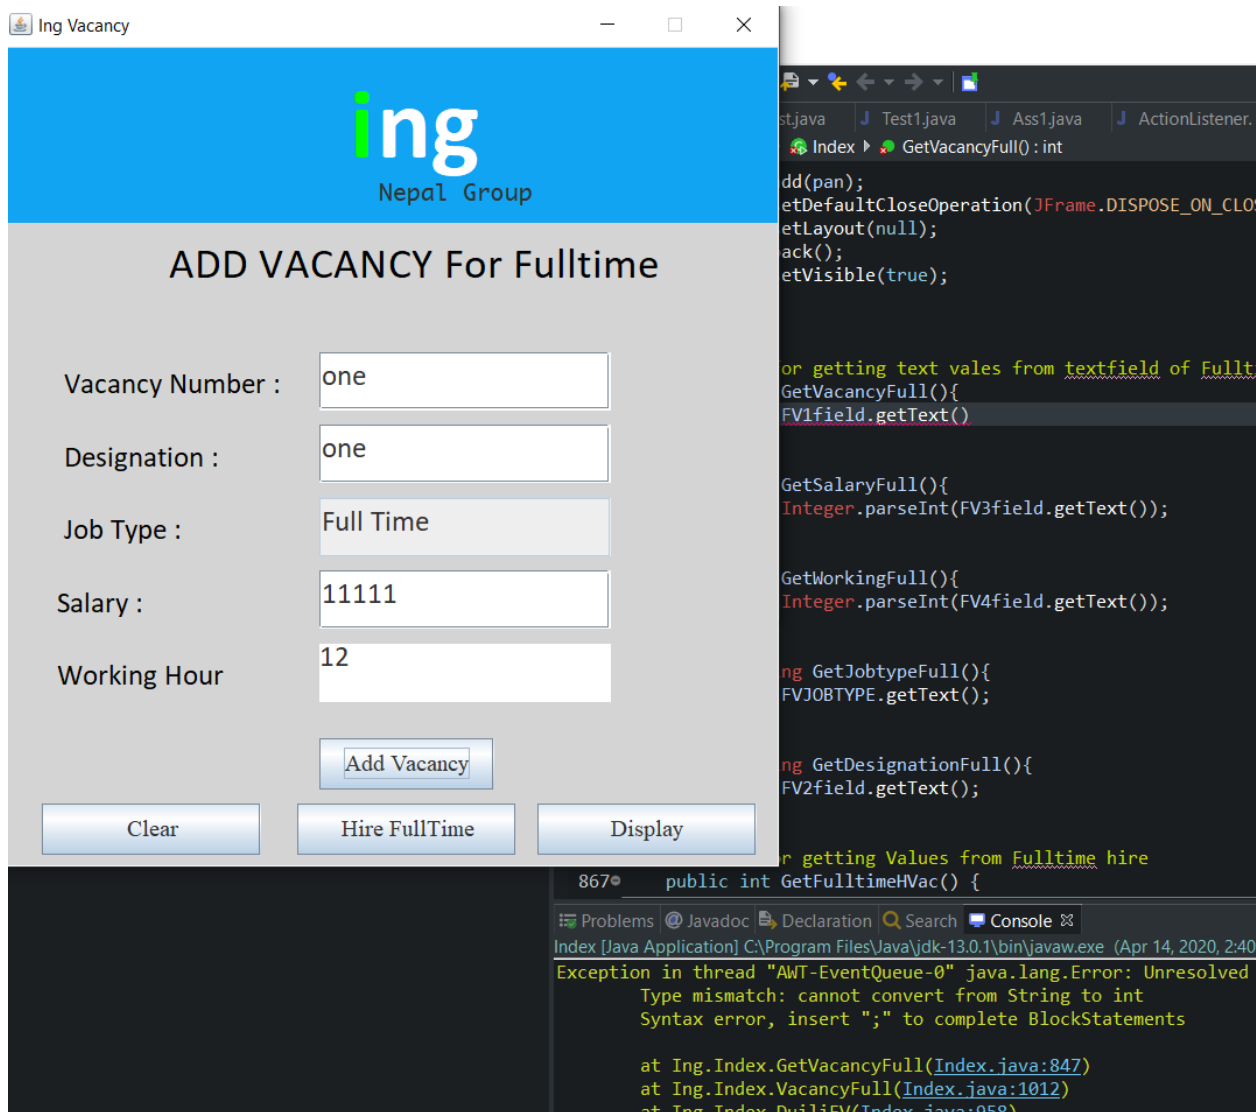 Ing Vacancy
ing
Nepal Group
ADD VACANCY For Fulltime
Vacancy Number :
one
Designation :
one
Job Type :
Full Time
Salary :
11111
Working Hour
12
Add Vacancy
Clear
Hire FullTime
Display
st.java
Test1.java
Ass1.java
ActionListener.
Index
GetVacancyFull() : int
dd(pan);
etDefaultCloseOperation(JFrame.DISPOSE_ON_CLOS
etLayout(null);
ack();
etVisible(true);
or getting text vales from textfield of Fullt
GetVacancyFull(){
FV1field.getText()
GetSalaryFull(){
Integer.parseInt(FV3field.getText());
GetWorkingFull(){
Integer.parseInt(FV4field.getText());
ng GetJobtypeFull(){
FVJOBTYPE.getText();
ng GetDesignationFull(){
FV2field.getText();
r getting Values from Fulltime hire
867 public int GetFulltimeHVac() {
Problems @ Javadoc Declaration Search Console
Index [Java Application] C:\Program Files\Java\jdk-13.0.1\bin\javaw.exe (Apr 14, 2020, 2:40
Exception in thread "AWT-EventQueue-0" java.lang.Error: Unresolved
Type mismatch: cannot convert from String to int
Syntax error, insert ";" to complete BlockStatements
at Ing.Index.GetVacancyFull(Index.java:847)
at Ing.Index.VacancyFull(Index.java:1012)